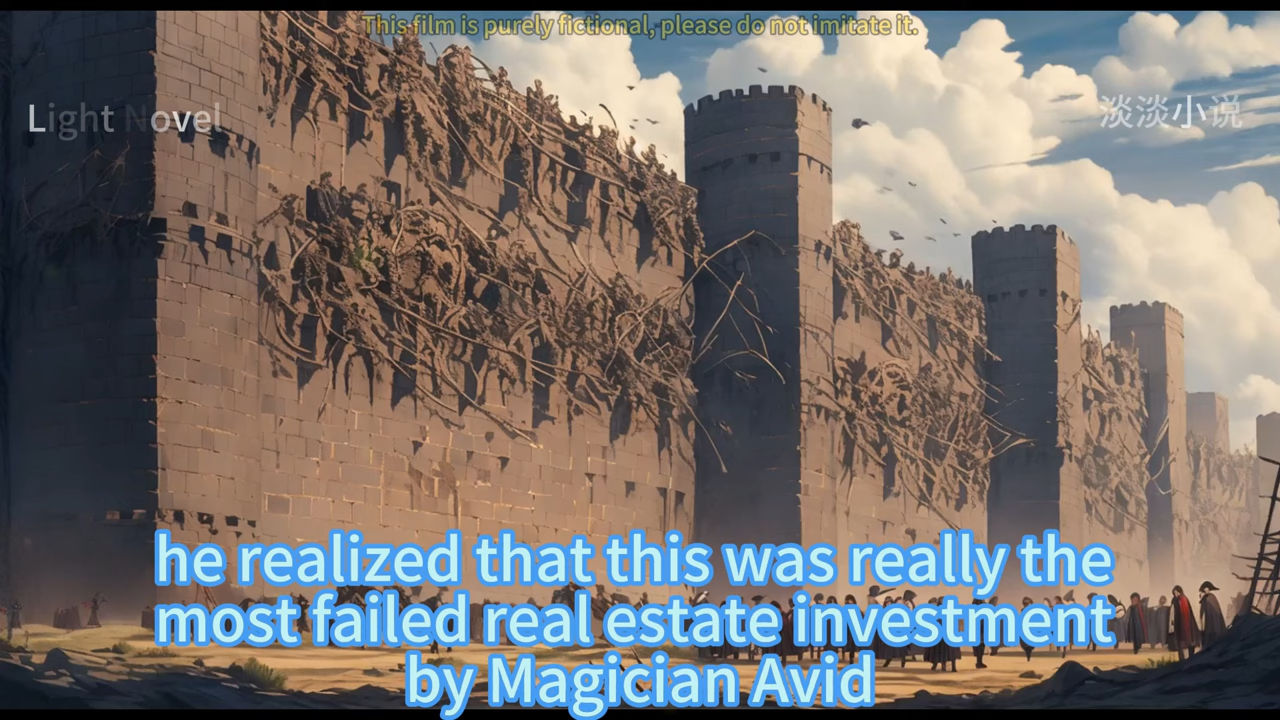 This film is purely fictional, please do not imitate it.
Light Novel
淡淡小说
he realized that this was really the
most failed real estate investment
by Magician Avid